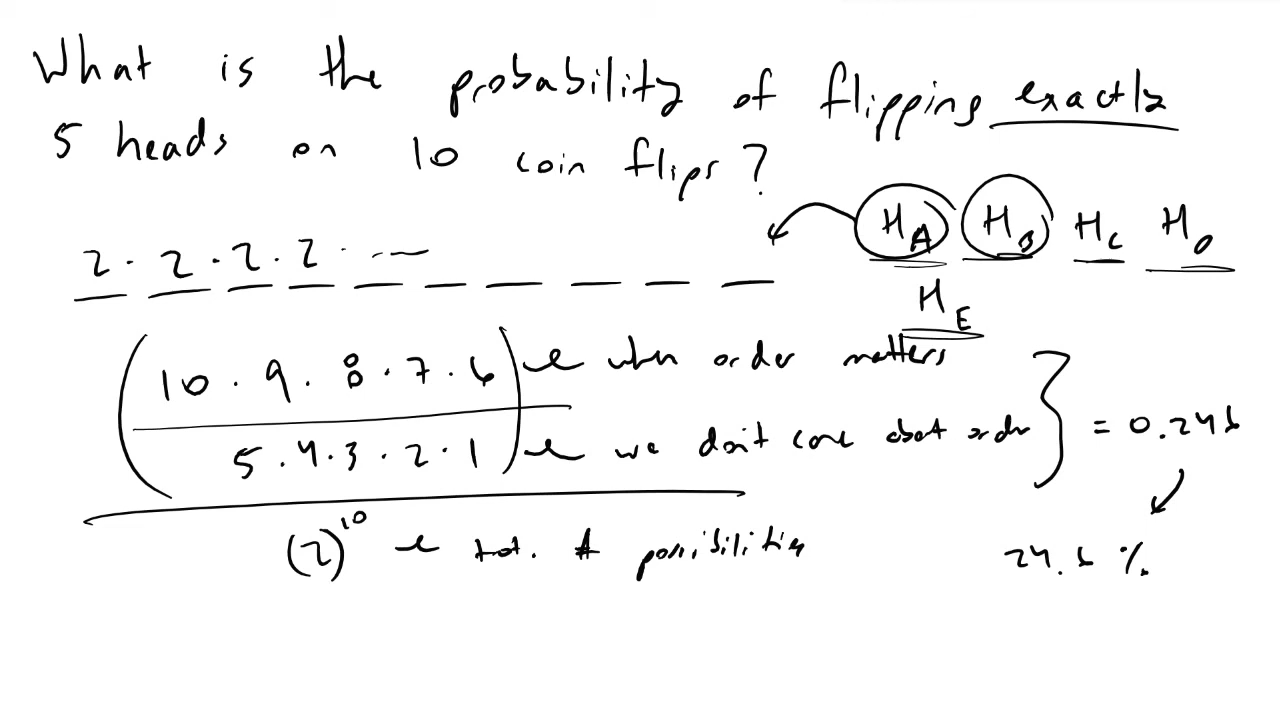 What is the probability of flipping exactly
5 heads on 10 coin flips?
H_A H_B H_C H_D
2 · 2 · 2 · 2 · ...
H_E
10 · 9 · 8 · 7 · 6 when order matters
5 · 4 · 3 · 2 · 1 we don't care about order = 0.246
(2)^10 tot. # possibilities
24.6 %